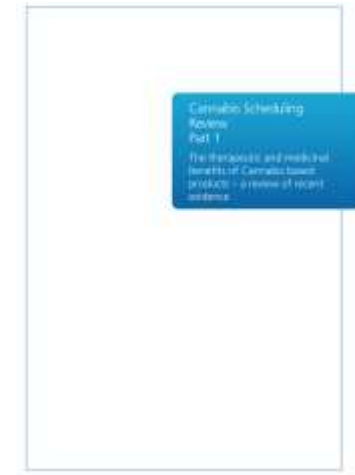 Cannabis Scheduling
Review
Part 1
The therapeutic and medicinal
benefits of Cannabis based
products – a review of recent
evidence